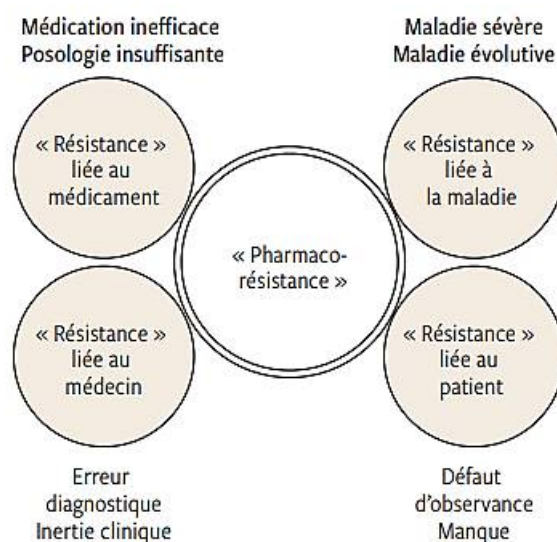 Médication inefficace
Posologie insuffisante
Maladie sévère
Maladie évolutive
« Résistance »
liée au
médicament
« Résistance »
liée à
la maladie
« Pharmaco-
résistance »
« Résistance »
liée au
médecin
« Résistance »
liée au
patient
Erreur
diagnostique
Inertie clinique
Défaut
d'observance
Manque